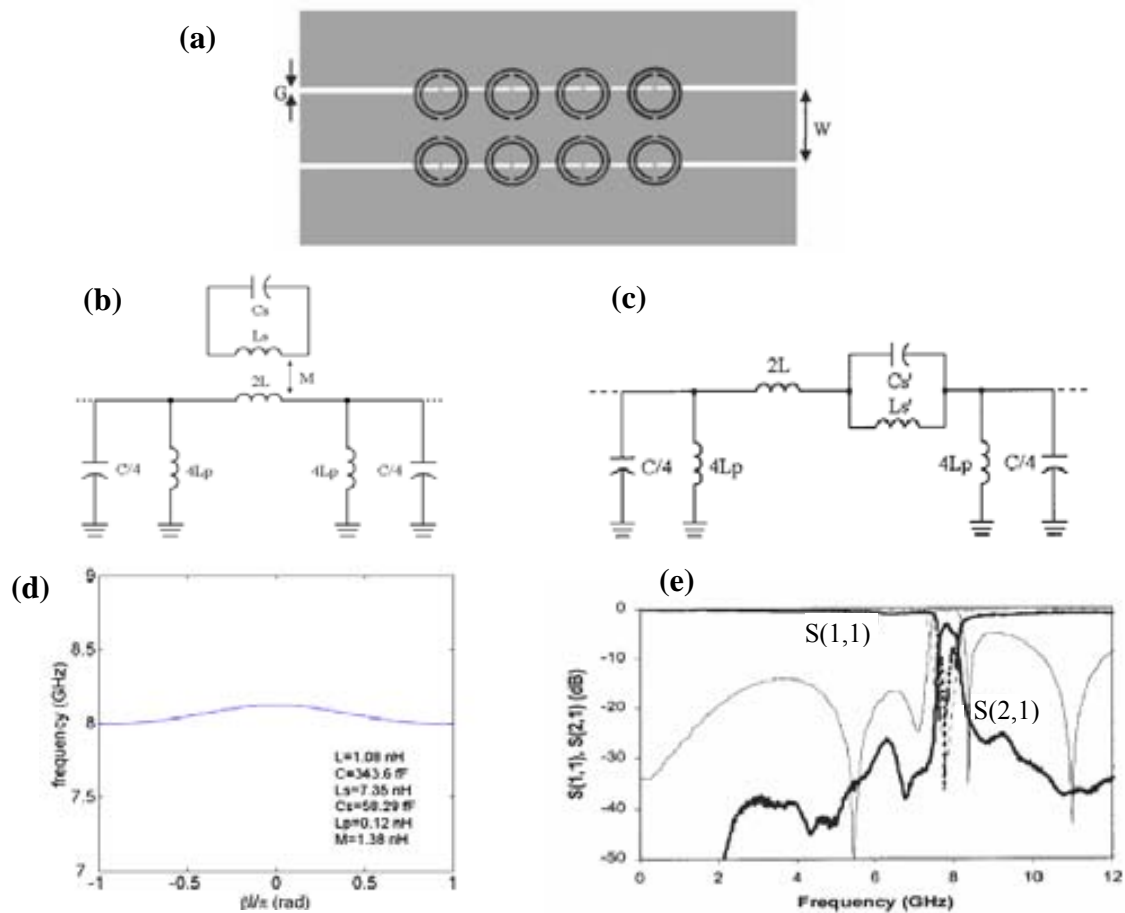 (a)
G
W
(b)
Cs
Ls
M
2L
C/4
4Lp
4Lp
C/4
(c)
2L
Cs'
Ls'
C/4
4Lp
4Lp
C/4
(d)
9
8.5
8
7.5
7
frequency (GHz)
L=1.08 nH
C=343.6 fF
Ls=7.35 nH
Cs=58.29 fF
Lp=0.12 nH
M=1.38 nH
-1
-0.5
0
0.5
1
βl/π (rad)
(e)
0
-10
-20
-30
-40
-50
S(1,1), S(2,1) (dB)
S(1,1)
S(2,1)
0
2
4
6
8
10
12
Frequency (GHz)